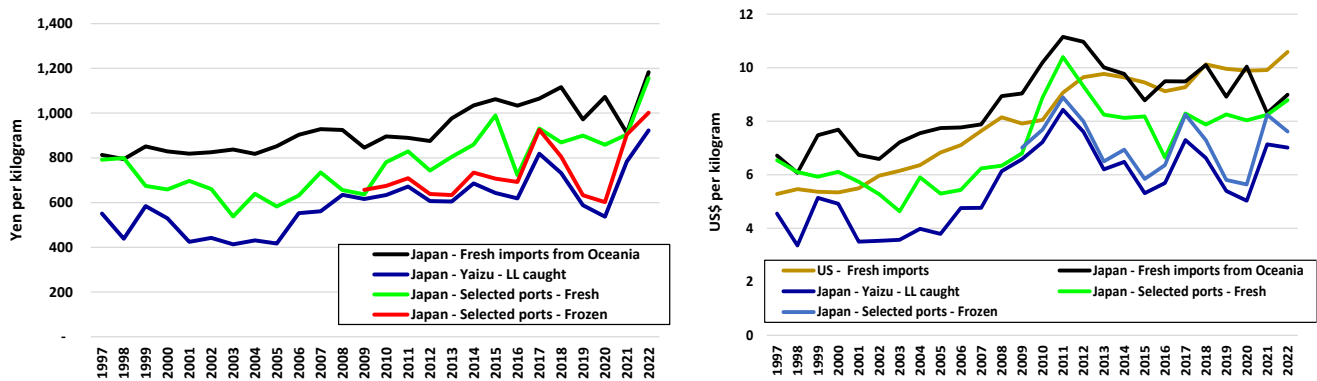 Yen per kilogram
1,400
1,200
1,000
800
600
400
200
-
1997 1998 1999 2000 2001 2002 2003 2004 2005 2006 2007 2008 2009 2010 2011 2012 2013 2014 2015 2016 2017 2018 2019 2020 2021 2022
Japan - Fresh imports from Oceania
Japan - Yaizu - LL caught
Japan - Selected ports - Fresh
Japan - Selected ports - Frozen
US$ per kilogram
12
10
8
6
4
2
0
1997 1998 1999 2000 2001 2002 2003 2004 2005 2006 2007 2008 2009 2010 2011 2012 2013 2014 2015 2016 2017 2018 2019 2020 2021 2022
US - Fresh imports
Japan - Fresh imports from Oceania
Japan - Yaizu - LL caught
Japan - Selected ports - Fresh
Japan - Selected ports - Frozen